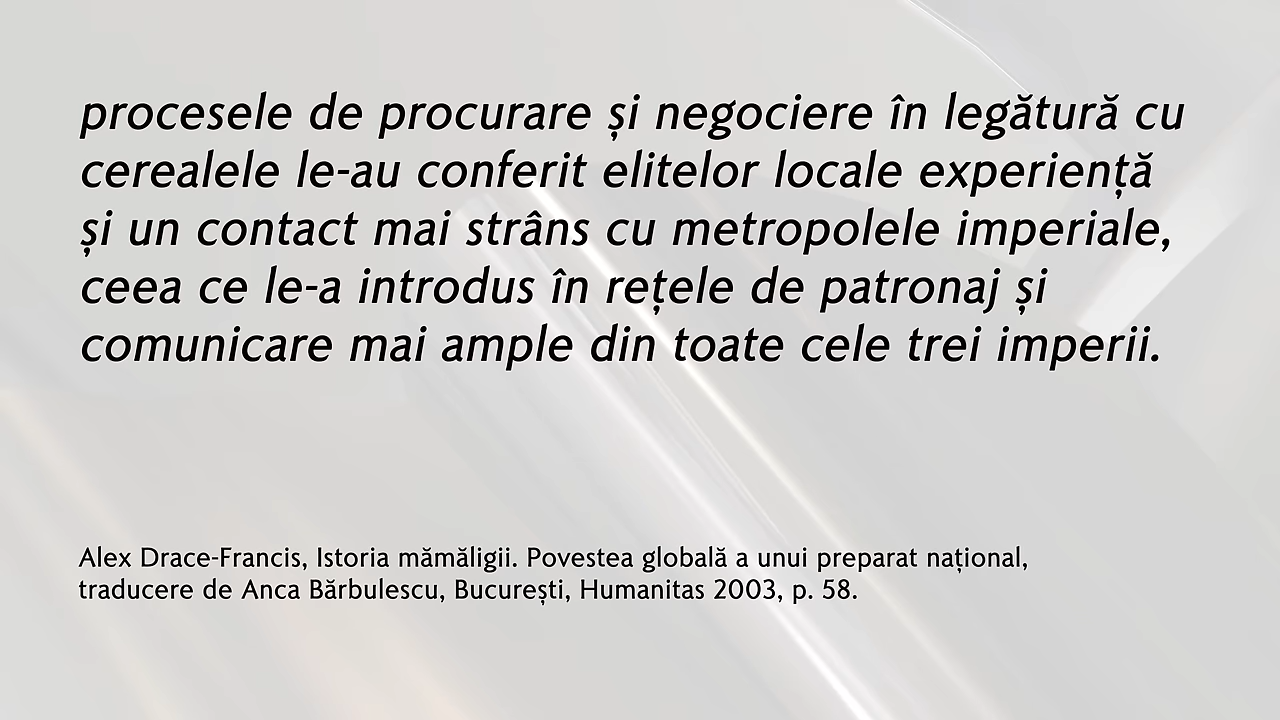 procesele de procurare și negociere în legătură cu
cerealele le-au conferit elitelor locale experiență
și un contact mai strâns cu metropolele imperiale,
ceea ce le-a introdus în rețele de patronaj și
comunicare mai ample din toate cele trei imperii.
Alex Drace-Francis, Istoria mămăligii. Povestea globală a unui preparat național,
traducere de Anca Bărbulescu, București, Humanitas 2003, p. 58.